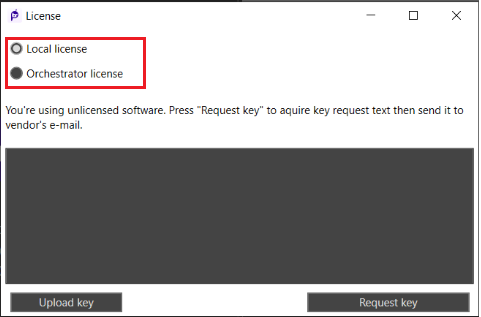 License
Local license
Orchestrator license
You're using unlicensed software. Press "Request key" to aquire key request text then send it to
vendor's e-mail.
Upload key
Request key